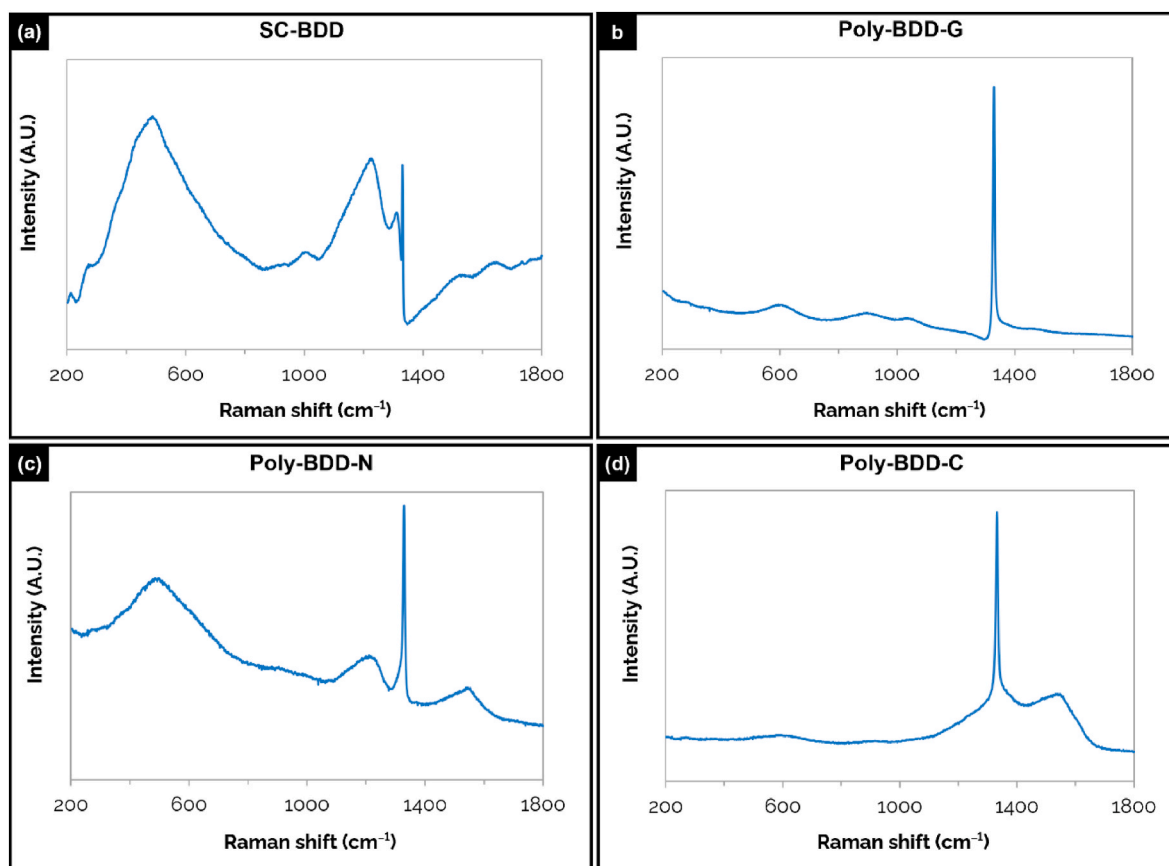 (a)
SC-BDD
Intensity (A.U.)
200 600 1000 1400 1800
Raman shift (cm⁻¹)
b
Poly-BDD-G
Intensity (A.U.)
200 600 1000 1400 1800
Raman shift (cm⁻¹)
(c)
Poly-BDD-N
Intensity (A.U.)
200 600 1000 1400 1800
Raman shift (cm⁻¹)
(d)
Poly-BDD-C
Intensity (A.U.)
200 600 1000 1400 1800
Raman shift (cm⁻¹)